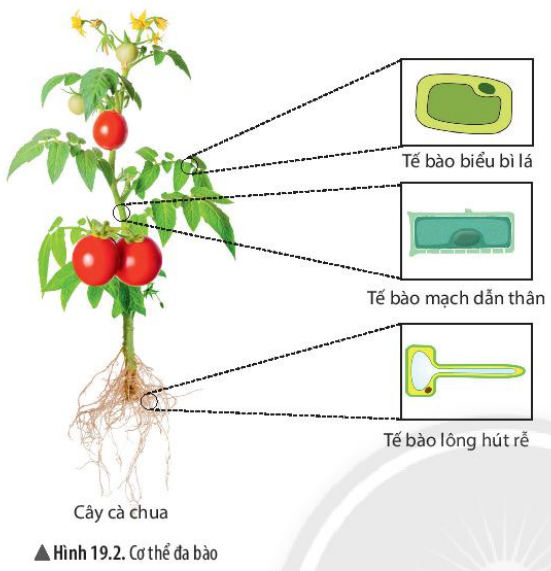 Tế bào biểu bì lá
Tế bào mạch dẫn thân
Tế bào lông hút rễ
Cây cà chua
▲ Hình 19.2. Cơ thể đa bào